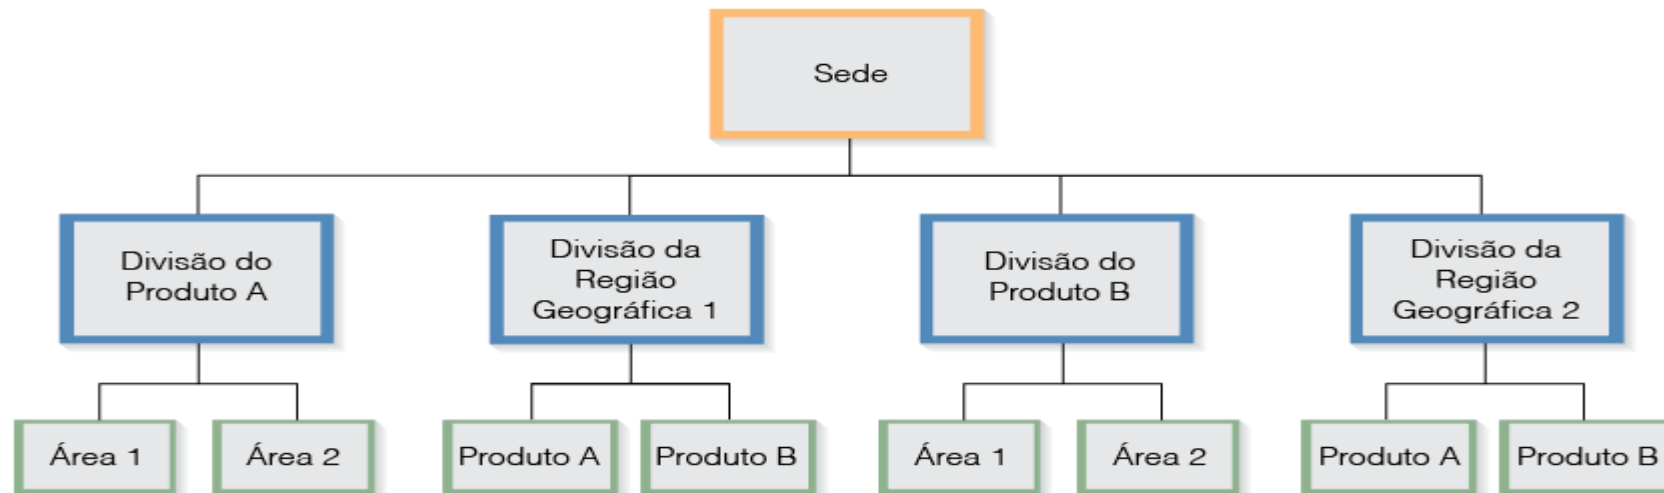 Sede
Divisão do
Produto A
Divisão da
Região
Geográfica 1
Divisão do
Produto B
Divisão da
Região
Geográfica 2
Área 1
Área 2
Produto A
Produto B
Área 1
Área 2
Produto A
Produto B